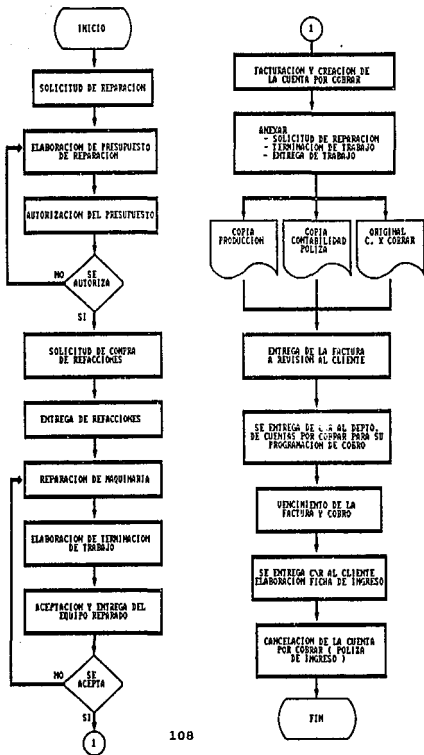 INICIO
SOLICITUD DE REPARACION
ELABORACION DE PRESUPUESTO
DE REPARACION
AUTORIZACION DEL PRESUPUESTO
NO
SE
AUTORIZA
SI
SOLICITUD DE COMPRA
DE REFACCIONES
ENTREGA DE REFACCIONES
REPARACION DE MAQUINARIA
ELABORACION DE TERMINACION
DE TRABAJO
ACEPTACION Y ENTREGA DEL
EQUIPO REPARADO
NO
SE
ACEPTA
SI
1
1
FACTURACION Y CREACION DE
LA CUENTA POR COBRAR
ANEXAR
- SOLICITUD DE REPARACION
- TERMINACION DE TRABAJO
- ENTREGA DE TRABAJO
COPIA
PRODUCCION
COPIA
CONTABILIDAD
POLIZA
ORIGINAL
C. X COBRAR
ENTREGA DE LA FACTURA
A REVISION AL CLIENTE
SE ENTREGA DE AL DEPTO.
DE CUENTAS POR COBRAR PARA SU
PROGRAMACION DE COBRO
VENCIMIENTO DE LA
FACTURA Y COBRO
SE ENTREGA C\R AL CLIENTE
ELABORACION FICHA DE INGRESO
CANCELACION DE LA CUENTA
POR COBRAR ( POLIZA
DE INGRESO )
FIN
108